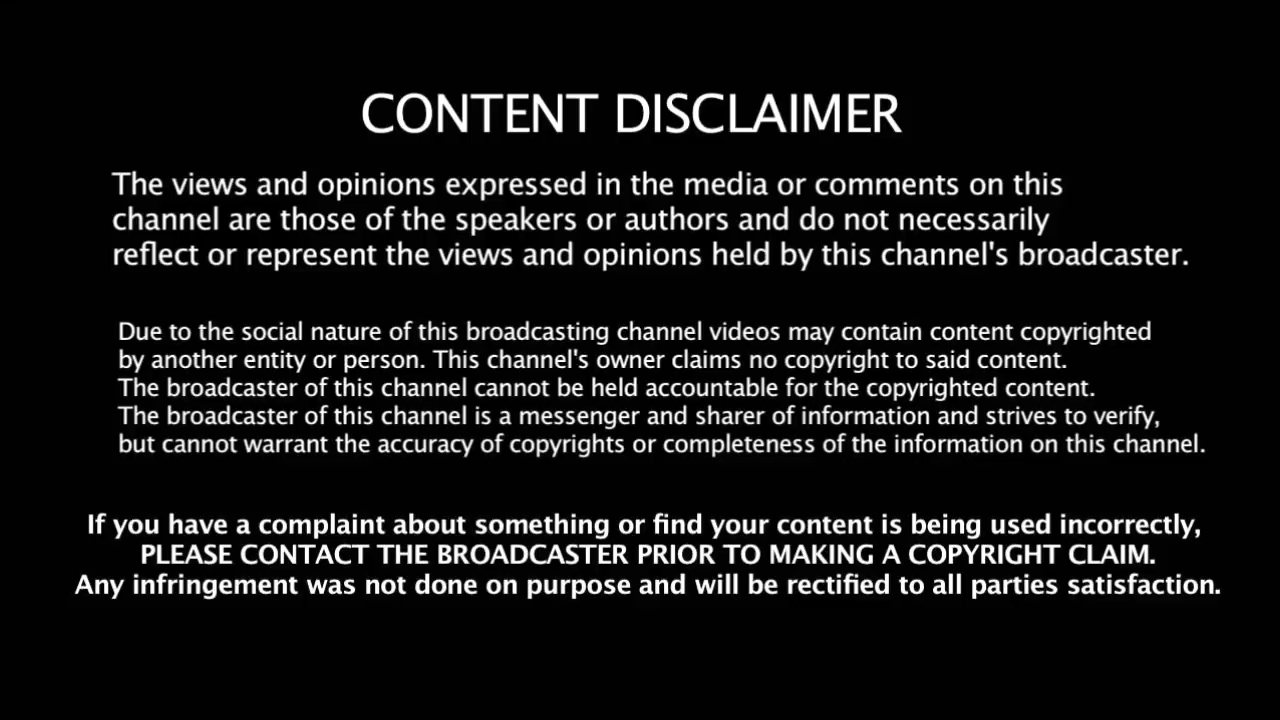 CONTENT DISCLAIMER
The views and opinions expressed in the media or comments on this
channel are those of the speakers or authors and do not necessarily
reflect or represent the views and opinions held by this channel's broadcaster.
Due to the social nature of this broadcasting channel videos may contain content copyrighted
by another entity or person. This channel's owner claims no copyright to said content.
The broadcaster of this channel cannot be held accountable for the copyrighted content.
The broadcaster of this channel is a messenger and sharer of information and strives to verify,
but cannot warrant the accuracy of copyrights or completeness of the information on this channel.
If you have a complaint about something or find your content is being used incorrectly,
PLEASE CONTACT THE BROADCASTER PRIOR TO MAKING A COPYRIGHT CLAIM.
Any infringement was not done on purpose and will be rectified to all parties satisfaction.